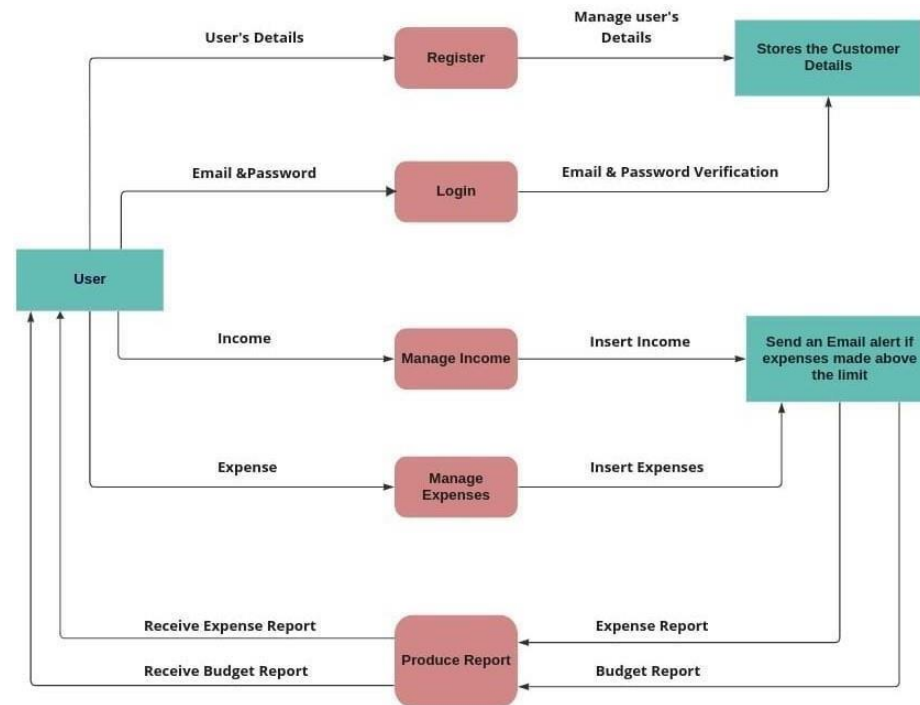 User's Details
Register
Manage user's
Details
Stores the Customer
Details
Email &Password
Login
Email & Password Verification
User
Income
Manage Income
Insert Income
Send an Email alert if
expenses made above
the limit
Expense
Manage
Expenses
Insert Expenses
Receive Expense Report
Expense Report
Produce Report
Receive Budget Report
Budget Report